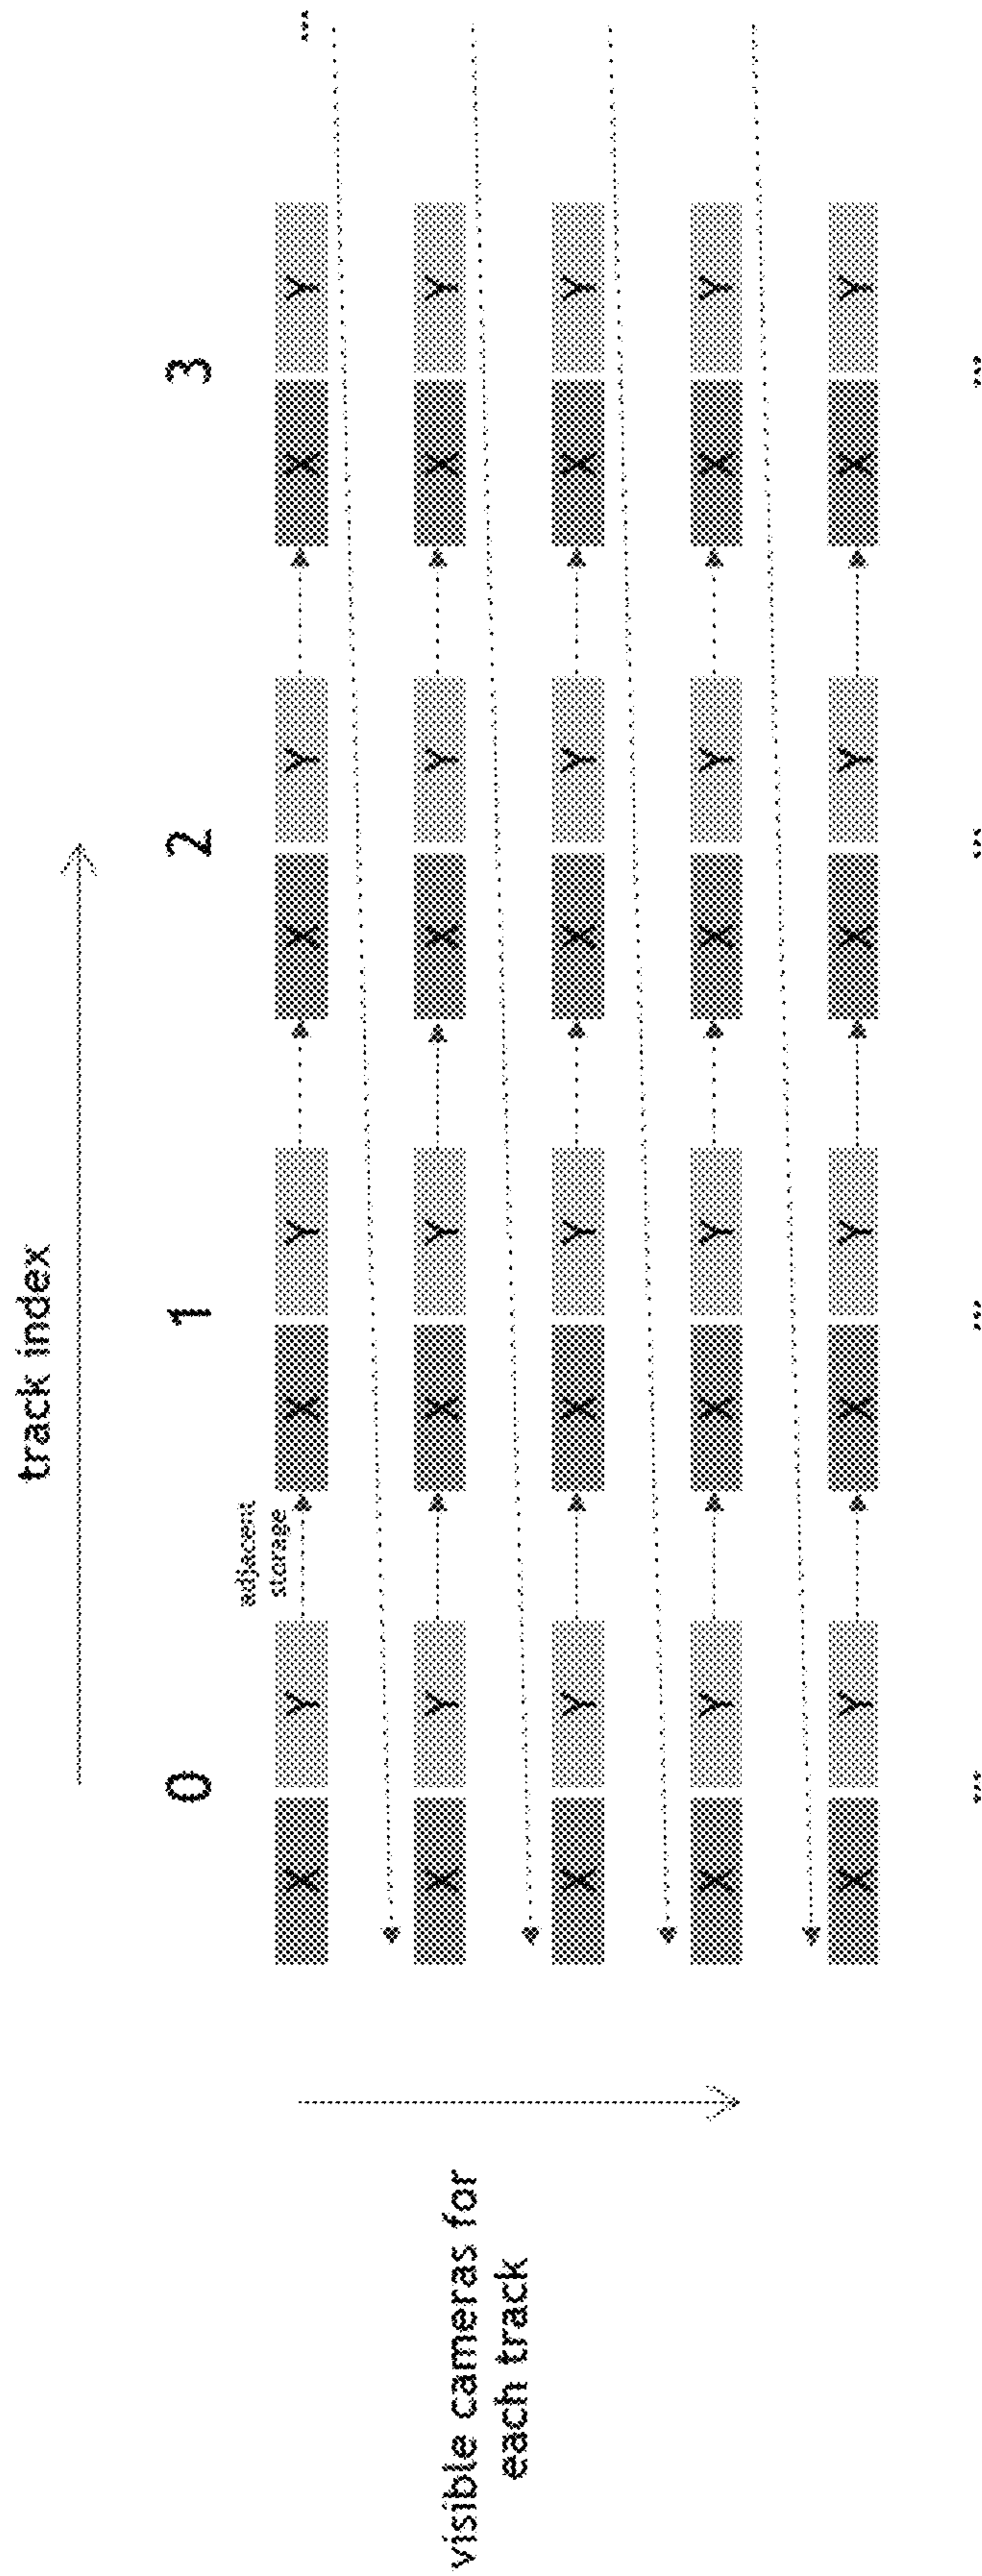 track index
0 1 2 3
adjacent
storage
X Y X Y X Y X Y ...
X Y X Y X Y X Y
visible cameras for
each track
X Y X Y X Y X Y
X Y X Y X Y X Y
X Y X Y X Y X Y
... ... ... ...